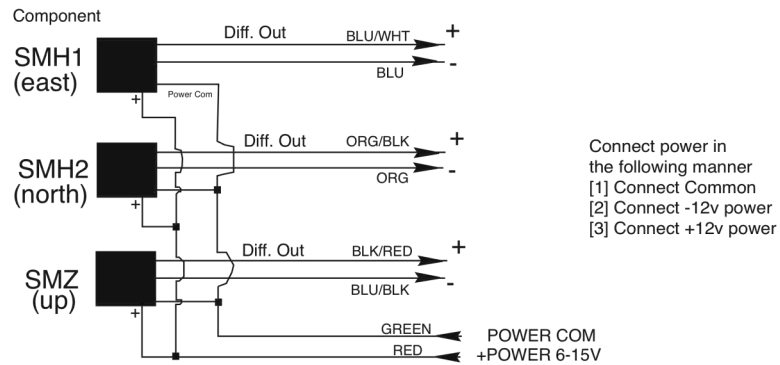 Component
Diff. Out
BLU/WHT
+
SMH1
(east)
BLU
-
Power Com
+
Diff. Out
ORG/BLK
+
SMH2
(north)
ORG
-
+
Connect power in
the following manner
[1] Connect Common
[2] Connect -12v power
[3] Connect +12v power
Diff. Out
BLK/RED
+
SMZ
(up)
BLU/BLK
-
+
GREEN
POWER COM
RED
+POWER 6-15V